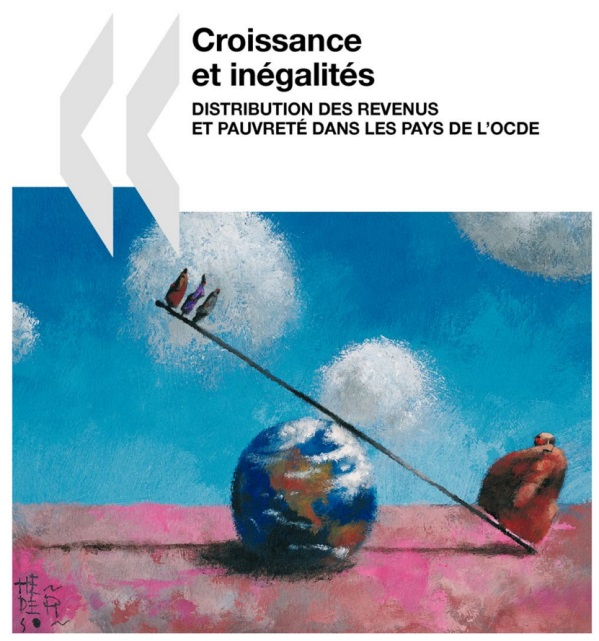 Croissance
et inégalités
DISTRIBUTION DES REVENUS
ET PAUVRETÉ DANS LES PAYS DE L'OCDE